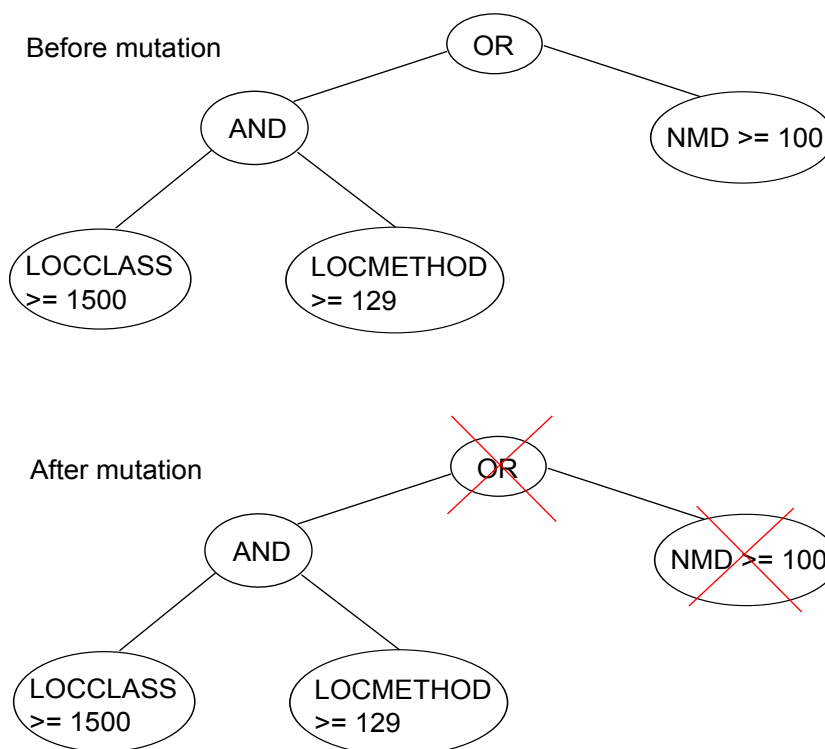 Before mutation
OR
AND
NMD >= 100
LOCCLASS
>= 1500
LOCMETHOD
>= 129
After mutation
OR
AND
NMD >= 100
LOCCLASS
>= 1500
LOCMETHOD
>= 129